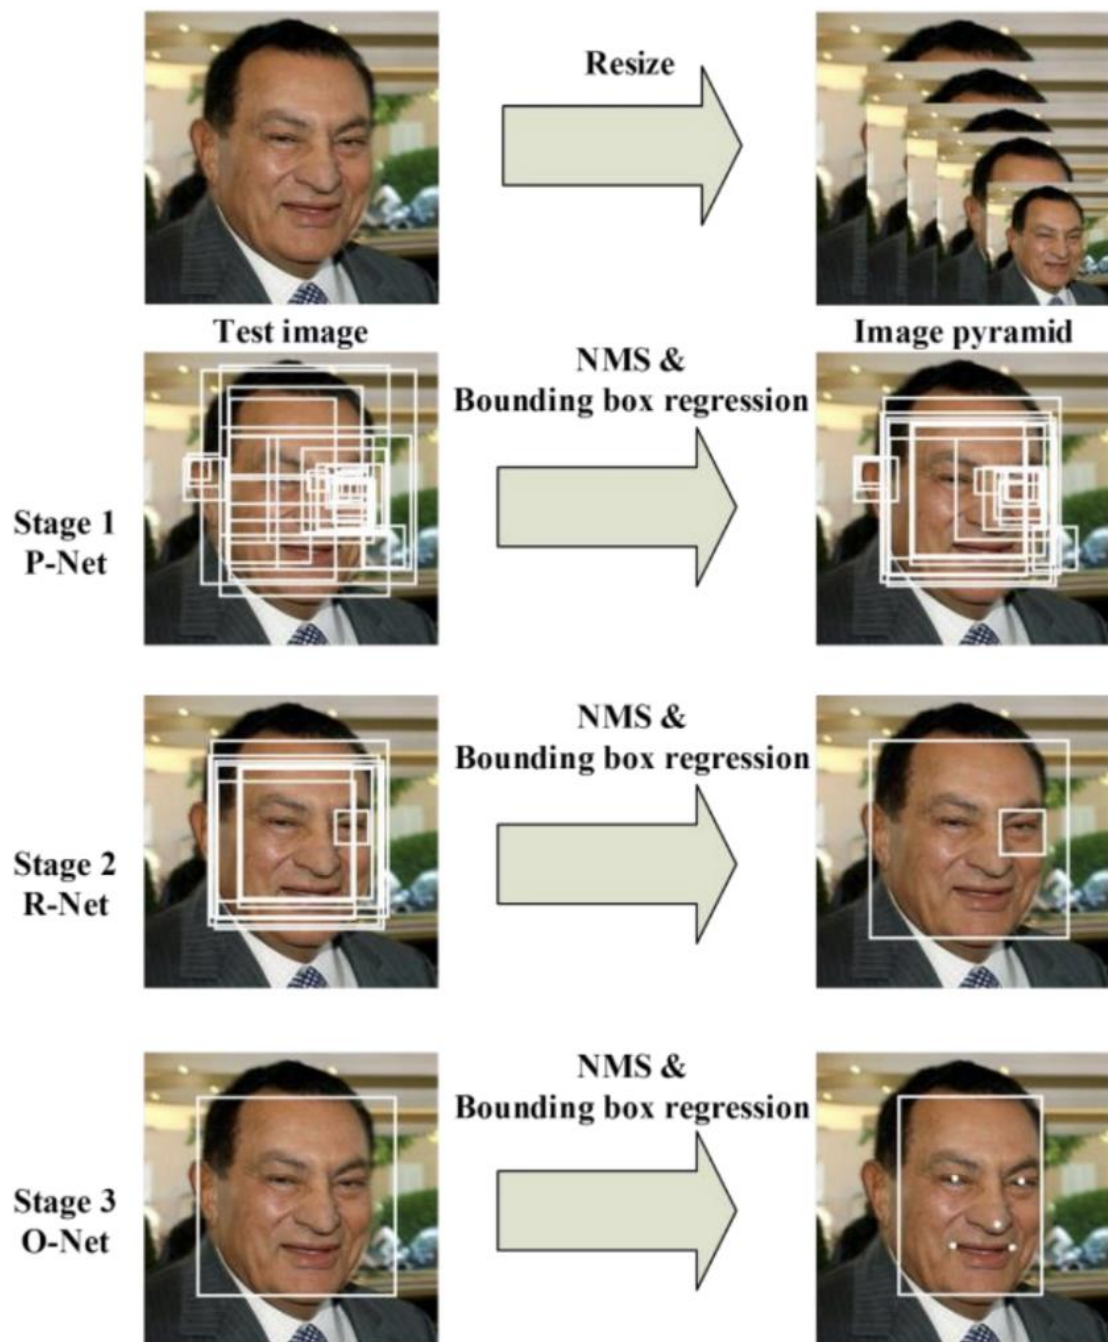 Resize
Test image
Image pyramid
NMS &
Bounding box regression
Stage 1
P-Net
NMS &
Bounding box regression
Stage 2
R-Net
NMS &
Bounding box regression
Stage 3
O-Net